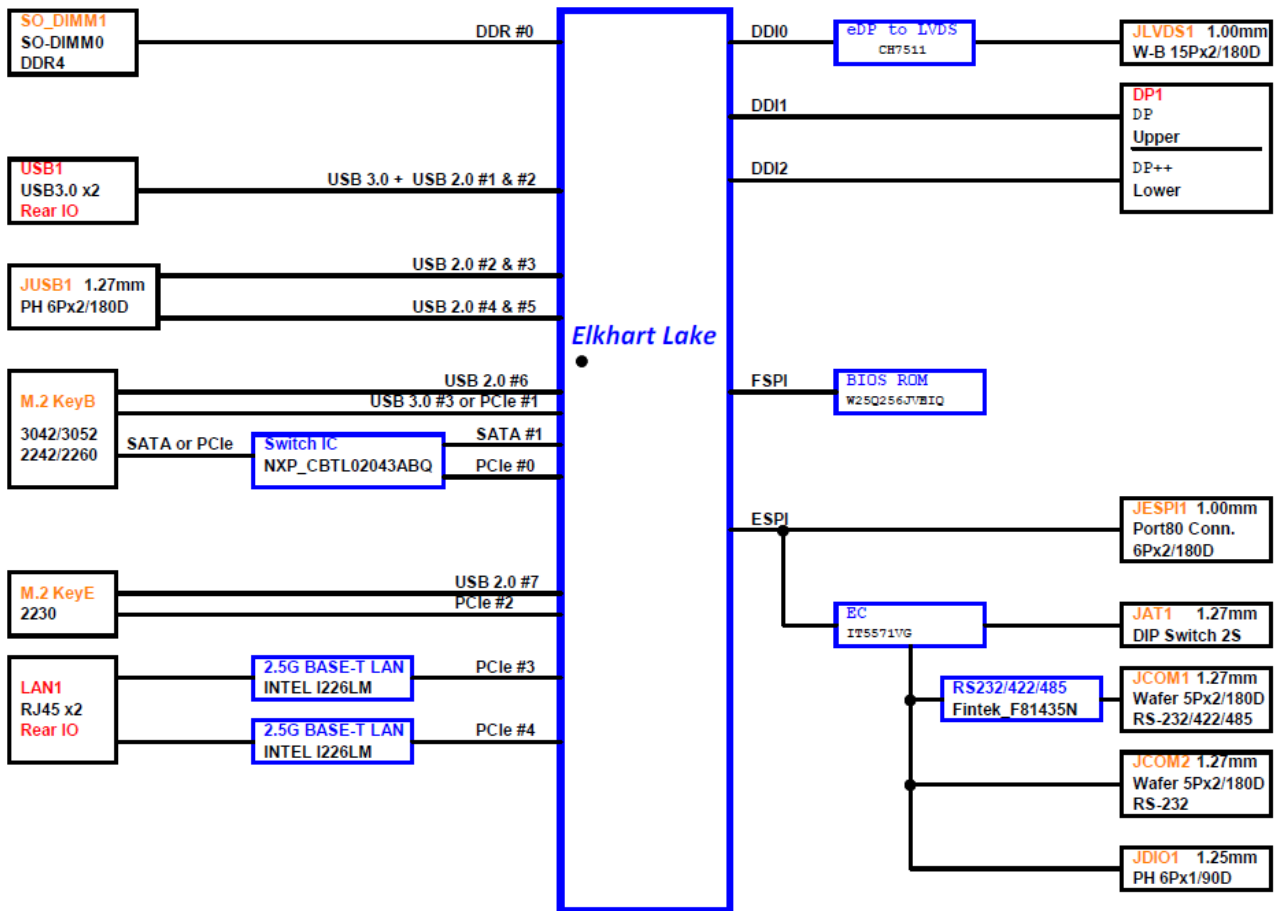 SO_DIMM1
SO-DIMM0
DDR4
DDR #0
USB1
USB3.0 x2
Rear IO
USB 3.0 + USB 2.0 #1 & #2
JUSB1 1.27mm
PH 6Px2/180D
USB 2.0 #2 & #3
USB 2.0 #4 & #5
M.2 KeyB
3042/3052
2242/2260
USB 2.0 #6
USB 3.0 #3 or PCIe #1
SATA or PCIe
Switch IC
NXP_CBTL02043ABQ
SATA #1
PCIe #0
M.2 KeyE
2230
USB 2.0 #7
PCIe #2
LAN1
RJ45 x2
Rear IO
2.5G BASE-T LAN
INTEL I226LM
PCIe #3
2.5G BASE-T LAN
INTEL I226LM
PCIe #4
Elkhart Lake
DDI0
eDP to LVDS
CH7511
JLVDS1 1.00mm
W-B 15Px2/180D
DDI1
DDI2
DP1
DP
Upper
DP++
Lower
FSPI
BIOS ROM
W25Q256JVEIQ
ESPI
JESPI1 1.00mm
Port80 Conn.
6Px2/180D
EC
IT5571VG
JAT1 1.27mm
DIP Switch 2S
RS232/422/485
Fintek_F81435N
JCOM1 1.27mm
Wafer 5Px2/180D
RS-232/422/485
JCOM2 1.27mm
Wafer 5Px2/180D
RS-232
JDIO1 1.25mm
PH 6Px1/90D